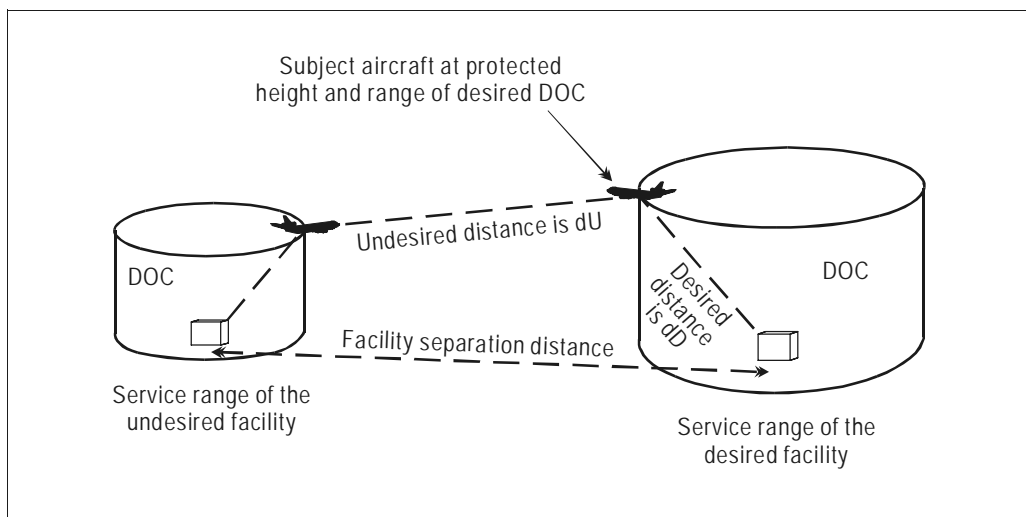 Subject aircraft at protected
height and range of desired DOC
Undesired distance is dU
DOC
DOC
Desired
distance
is dD
Facility separation distance
Service range of the
undesired facility
Service range of the
desired facility